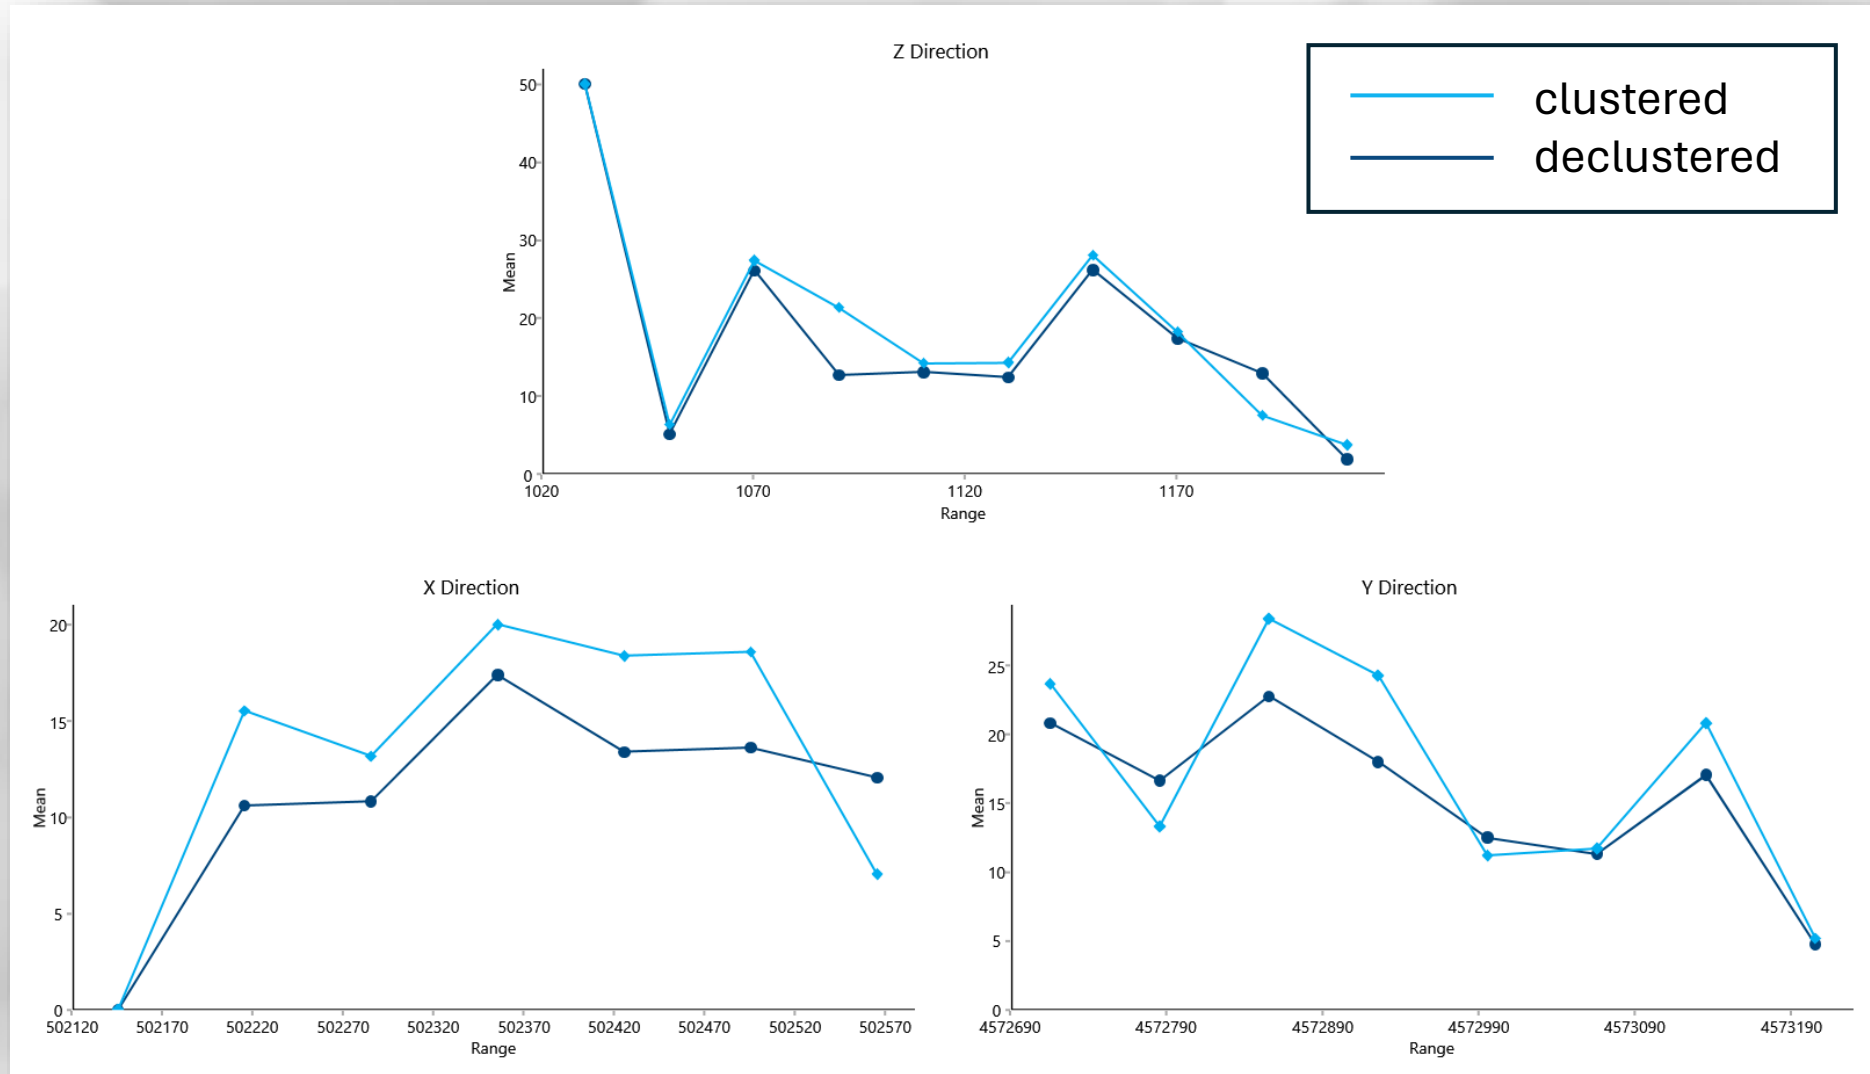 Z Direction
clustered
declustered
50
40
30
20
10
0
Mean
1020 1070 1120 1170
Range
X Direction
20
15
10
5
0
Mean
502120 502170 502220 502270 502320 502370 502420 502470 502520 502570
Range
Y Direction
25
20
15
10
5
0
Mean
4572690 4572790 4572890 4572990 4573090 4573190
Range